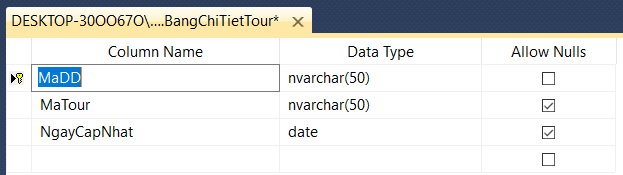 DESKTOP-30OO67O\....BangChiTietTour*
Column Name Data Type Allow Nulls
MaDD nvarchar(50)
MaTour nvarchar(50)
NgayCapNhat date